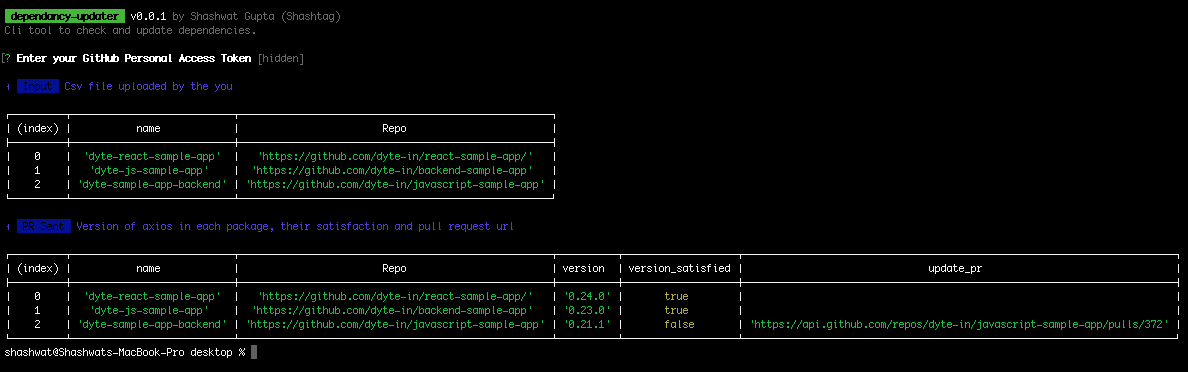 dependancy-updater v0.0.1 by Shashwat Gupta (Shashtag)
Cli tool to check and update dependencies.
[? Enter your GitHub Personal Access Token [hidden]
Input Csv file uploaded by the you
(index) name Repo
0 'dyte-react-sample-app' 'https://github.com/dyte-in/react-sample-app/'
1 'dyte-js-sample-app' 'https://github.com/dyte-in/backend-sample-app'
2 'dyte-sample-app-backend' 'https://github.com/dyte-in/javascript-sample-app'
PR Sent Version of axios in each package, their satisfaction and pull request url
(index) name Repo version version_satisfied update_pr
0 'dyte-react-sample-app' 'https://github.com/dyte-in/react-sample-app/' '0.24.0' true
1 'dyte-js-sample-app' 'https://github.com/dyte-in/backend-sample-app' '0.23.0' true
2 'dyte-sample-app-backend' 'https://github.com/dyte-in/javascript-sample-app' '0.21.1' false 'https://api.github.com/repos/dyte-in/javascript-sample-app/pulls/372'
shashwat@Shashwats-MacBook-Pro desktop %